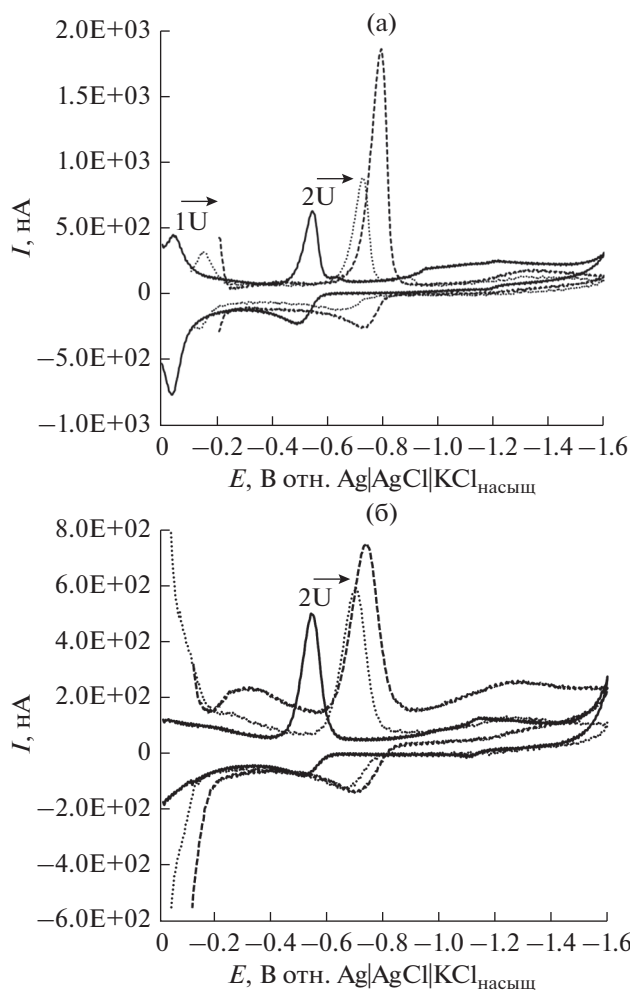 (а)
2.0E+03
1.5E+03
1.0E+03
5.0E+02
0
−5.0E+02
−1.0E+03
I, нА
1U
2U
0 −0.2 −0.4 −0.6 −0.8 −1.0 −1.2 −1.4 −1.6
E, В отн. Ag|AgCl|KClнасыщ
(б)
8.0E+02
6.0E+02
4.0E+02
2.0E+02
0
−2.0E+02
−4.0E+02
−6.0E+02
I, нА
2U
0 −0.2 −0.4 −0.6 −0.8 −1.0 −1.2 −1.4 −1.6
E, В отн. Ag|AgCl|KClнасыщ